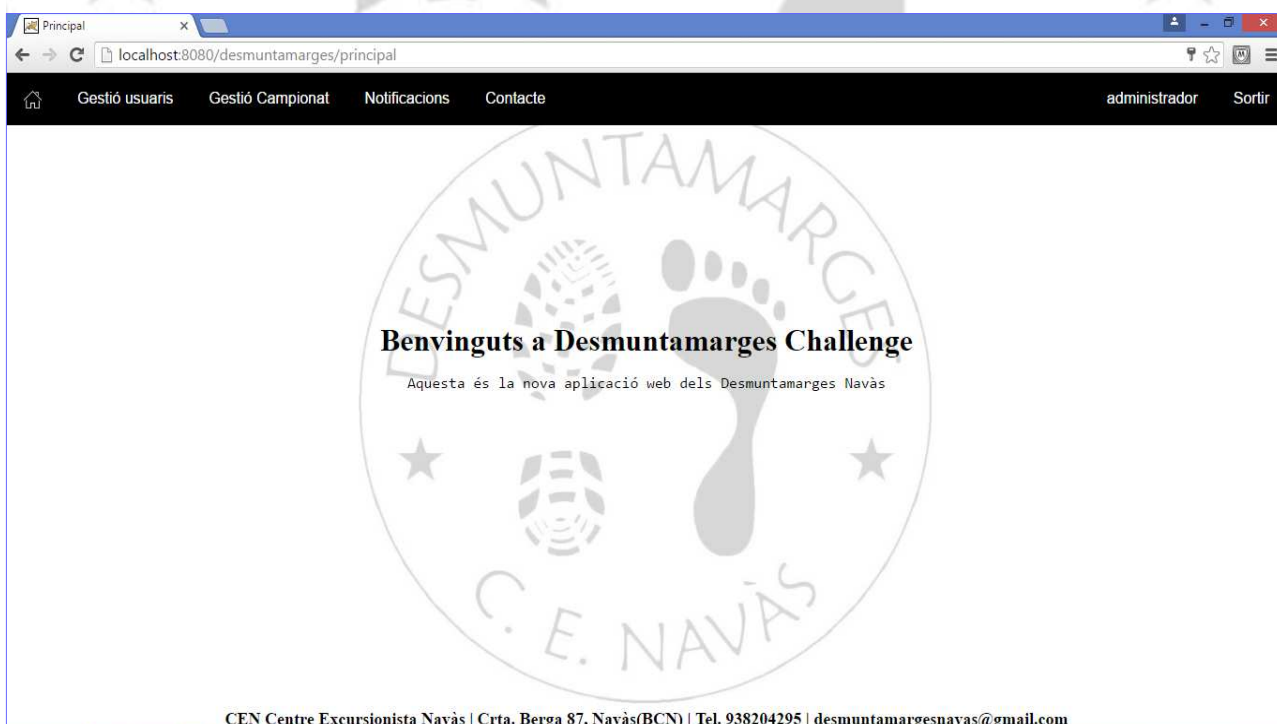 Principal
localhost:8080/desmuntamarges/principal
Gestió usuaris Gestió Campionat Notificacions Contacte administrador Sortir
DESMUNTAMARGES
Benvinguts a Desmuntamarges Challenge
Aquesta és la nova aplicació web dels Desmuntamarges Navàs
C. E. NAVÀS
CEN Centre Excursionista Navàs | Crta. Berga 87, Navàs(BCN) | Tel. 938204295 | desmuntamargesnavas@gmail.com